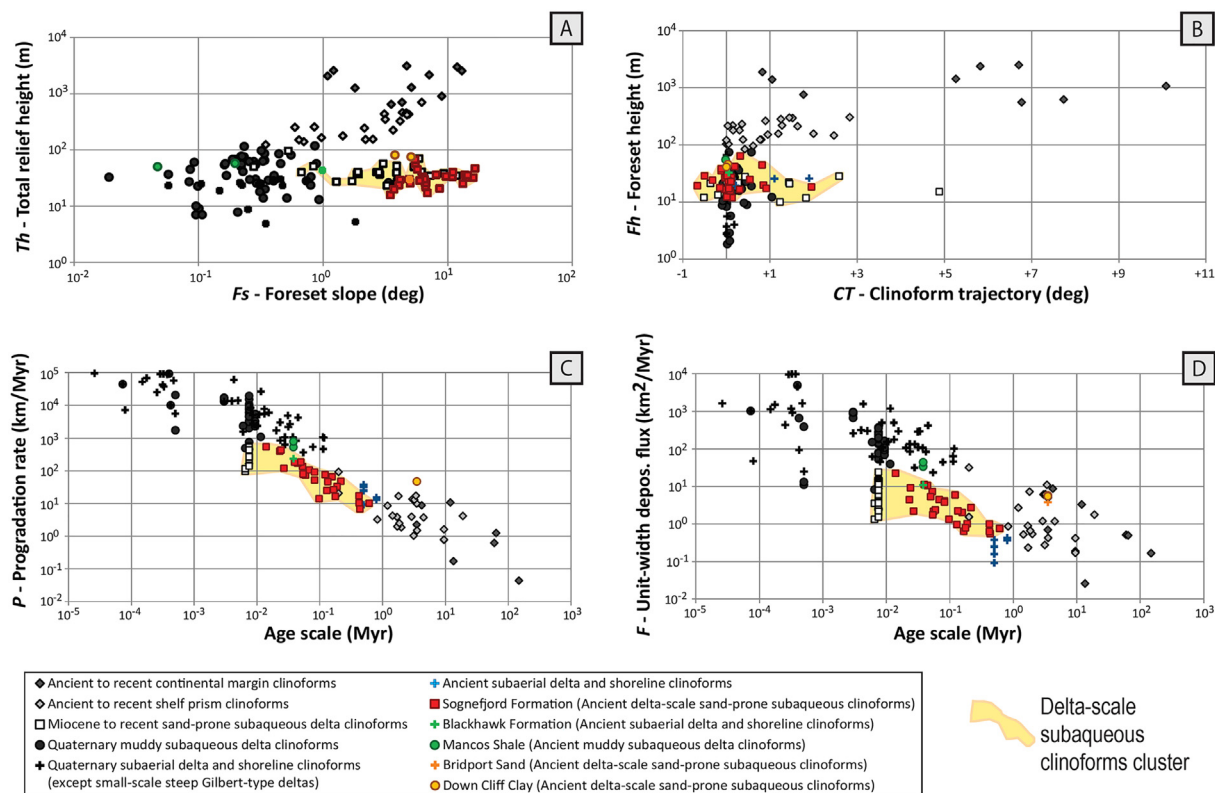 A
Th - Total relief height (m)
10⁴
10³
10²
10¹
10⁰
10⁻²
10⁻¹
10⁰
10¹
10²
Fs - Foreset slope (deg)
B
Fh - Foreset height (m)
10⁴
10³
10²
10¹
10⁰
-1
+1
+3
+5
+7
+9
+11
CT - Clinoform trajectory (deg)
C
P - Progradation rate (km/Myr)
10⁵
10⁴
10³
10²
10¹
10⁰
10⁻¹
10⁻²
10⁻⁵
10⁻⁴
10⁻³
10⁻²
10⁻¹
10⁰
10¹
10²
10³
Age scale (Myr)
D
F - Unit-width depos. flux (km²/Myr)
10⁴
10³
10²
10¹
10⁰
10⁻¹
10⁻²
10⁻⁵
10⁻⁴
10⁻³
10⁻²
10⁻¹
10⁰
10¹
10²
10³
Age scale (Myr)
Ancient to recent continental margin clinoforms
Ancient to recent shelf prism clinoforms
Miocene to recent sand-prone subaqueous delta clinoforms
Quaternary muddy subaqueous delta clinoforms
Quaternary subaerial delta and shoreline clinoforms
(except small-scale steep Gilbert-type deltas)
Ancient subaerial delta and shoreline clinoforms
Sognefjord Formation (Ancient delta-scale sand-prone subaqueous clinoforms)
Blackhawk Formation (Ancient subaerial delta and shoreline clinoforms)
Mancos Shale (Ancient muddy subaqueous delta clinoforms)
Bridport Sand (Ancient delta-scale sand-prone subaqueous clinoforms)
Down Cliff Clay (Ancient delta-scale sand-prone subaqueous clinoforms)
Delta-scale
subaqueous
clinoforms cluster